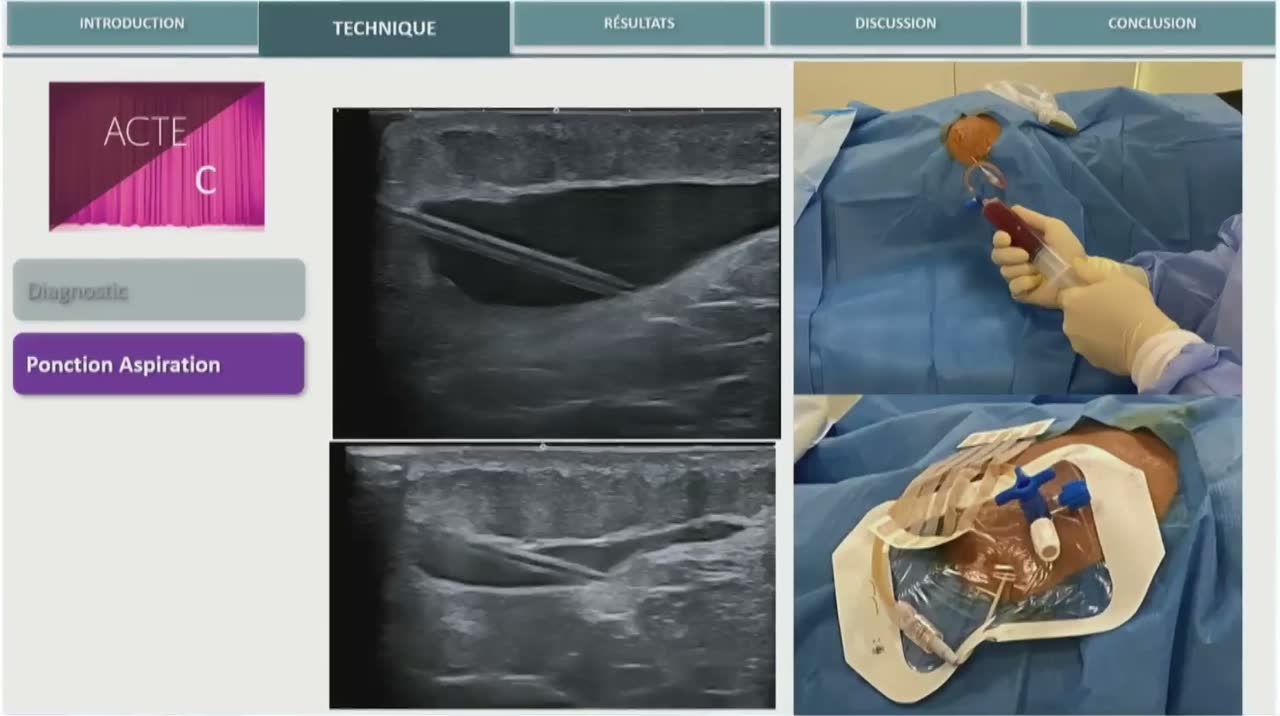 INTRODUCTION
TECHNIQUE
RÉSULTATS
DISCUSSION
CONCLUSION
ACTE
C
Diagnostic
Ponction Aspiration